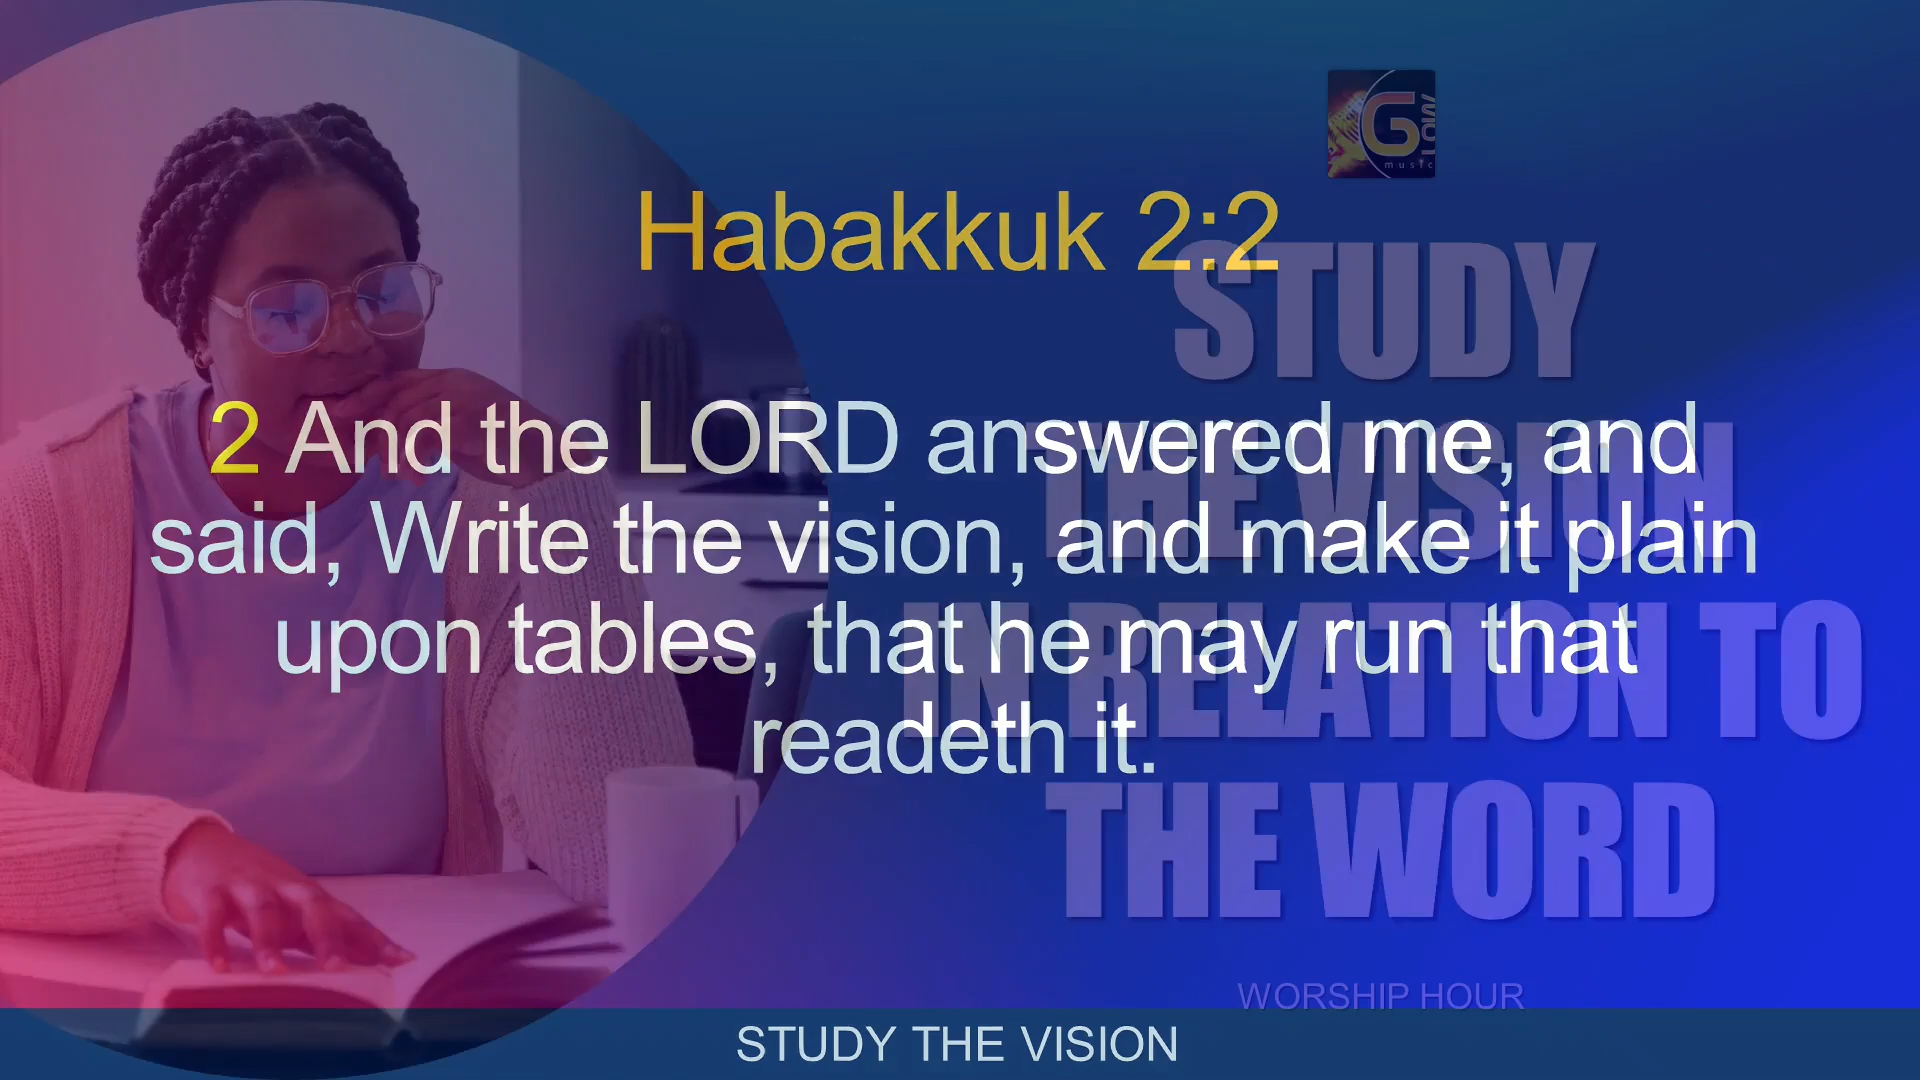 G
LOW
music
Habakkuk 2:2
STUDY
2 And the LORD answered me, and
THE VISION
said, Write the vision, and make it plain
upon tables, that he may run that
IN RELATION TO
readeth it.
THE WORD
WORSHIP HOUR
STUDY THE VISION